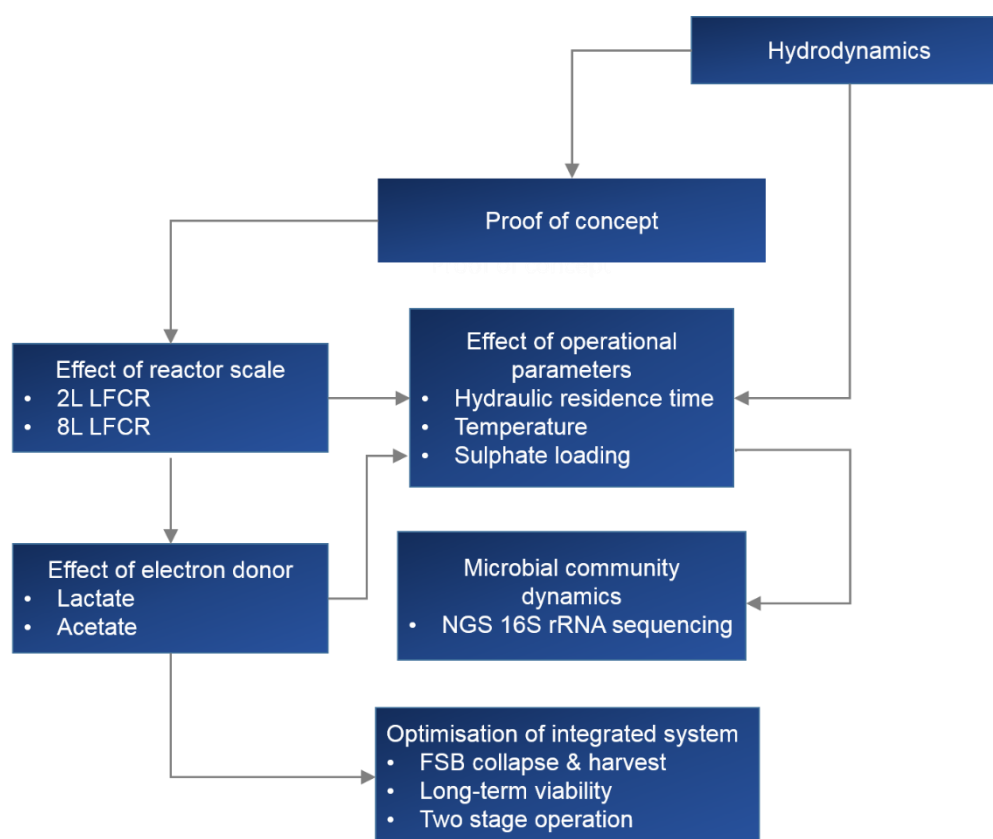 Hydrodynamics
Proof of concept
Effect of reactor scale
• 2L LFCR
• 8L LFCR
Effect of operational
parameters
• Hydraulic residence time
• Temperature
• Sulphate loading
Effect of electron donor
• Lactate
• Acetate
Microbial community
dynamics
• NGS 16S rRNA sequencing
Optimisation of integrated system
• FSB collapse & harvest
• Long-term viability
• Two stage operation